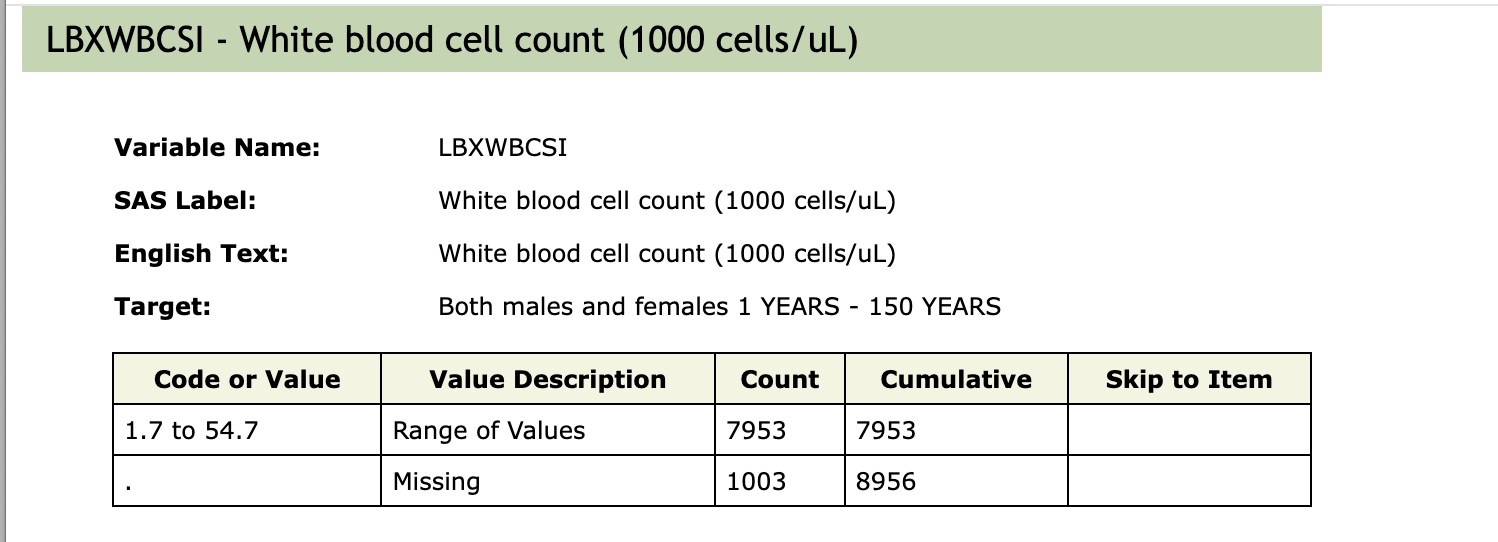 LBXWBCSI - White blood cell count (1000 cells/uL)
Variable Name: LBXWBCSI
SAS Label: White blood cell count (1000 cells/uL)
English Text: White blood cell count (1000 cells/uL)
Target: Both males and females 1 YEARS - 150 YEARS
Code or Value Value Description Count Cumulative Skip to Item
1.7 to 54.7 Range of Values 7953 7953
. Missing 1003 8956